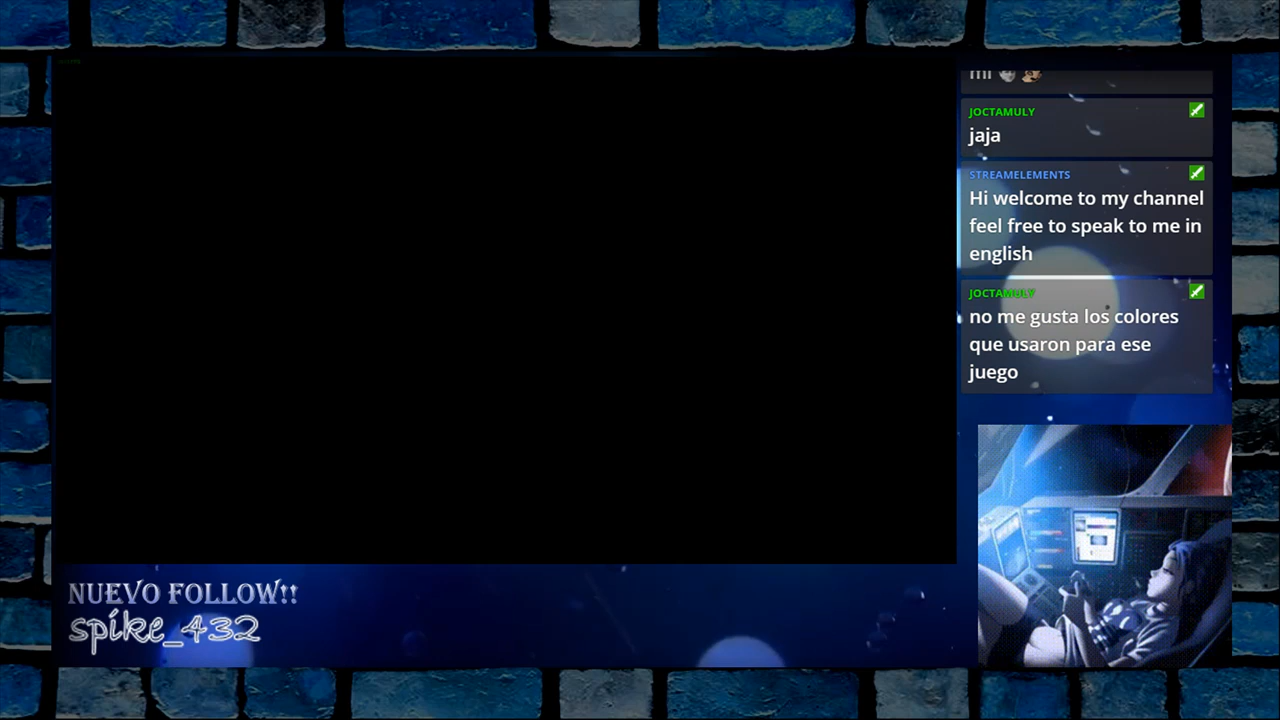 JOCTAMULY
jaja
STREAMELEMENTS
Hi welcome to my channel
feel free to speak to me in
english
JOCTAMULY
no me gusta los colores
que usaron para ese
juego
NUEVO FOLLOW!!
spike_432